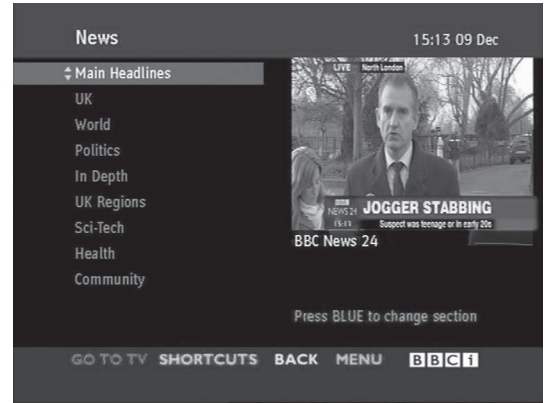 News 15:13 09 Dec
Main Headlines
UK
World
Politics
In Depth
UK Regions
Sci-Tech
Health
Community
LIVE North London
BBC
NEWS 24 JOGGER STABBING
15:13 Suspect was teenage or in early 20s
BBC News 24
Press BLUE to change section
GO TO TV SHORTCUTS BACK MENU BBCi